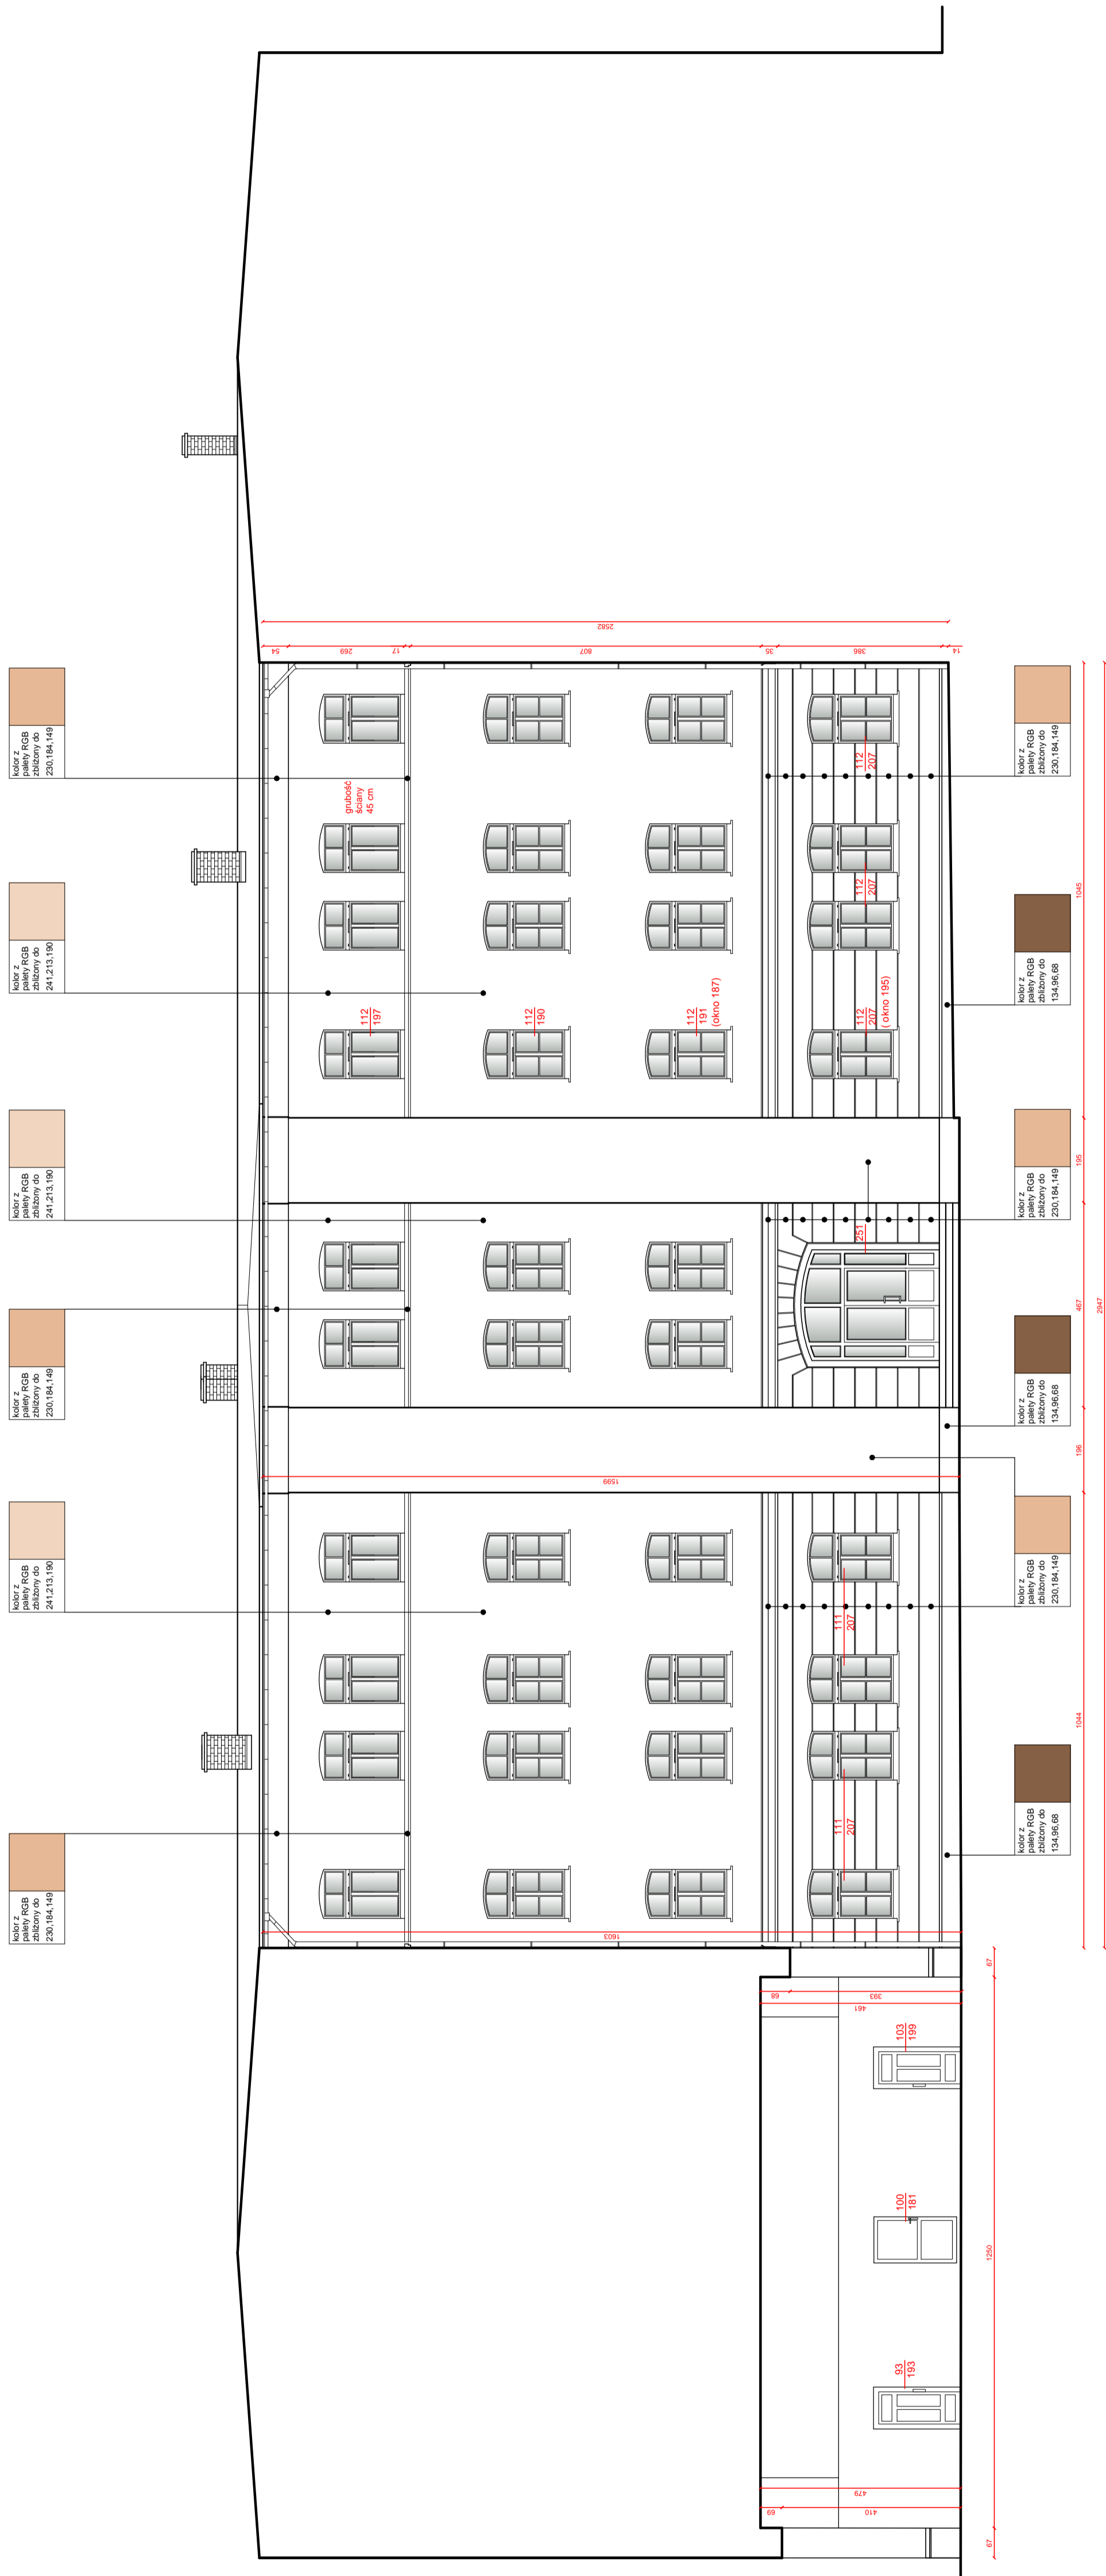 kolor z
palety RGB
zbliżony do
230,184,149
kolor z
palety RGB
zbliżony do
241,213,190
kolor z
palety RGB
zbliżony do
230,184,149
kolor z
palety RGB
zbliżony do
241,213,190
kolor z
palety RGB
zbliżony do
241,213,190
kolor z
palety RGB
zbliżony do
230,184,149
54
269
17
807
35
386
14
2582
grubość
ściany
45 cm
112
197
112
190
112
191
(okno 187)
111
207
111
207
251
112
207
( okno 195)
112
207
112
207
1603
1599
69
410
479
68
393
461
93
193
100
181
103
199
67
1250
67
kolor z
palety RGB
zbliżony do
134,96,68
kolor z
palety RGB
zbliżony do
230,184,149
kolor z
palety RGB
zbliżony do
134,96,68
kolor z
palety RGB
zbliżony do
230,184,149
kolor z
palety RGB
zbliżony do
134,96,68
kolor z
palety RGB
zbliżony do
230,184,149
1044
196
467
195
1045
2947